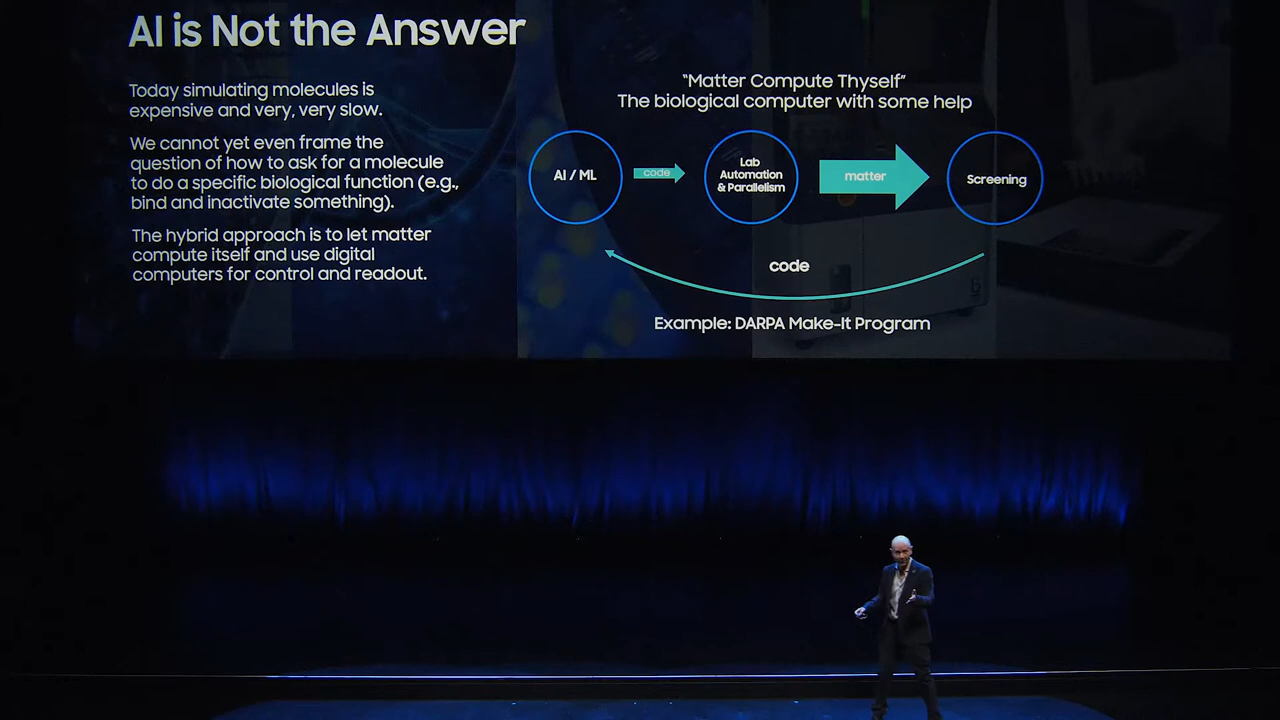 AI is Not the Answer
Today simulating molecules is
expensive and very, very slow.
We cannot yet even frame the
question of how to ask for a molecule
to do a specific biological function (e.g.,
bind and inactivate something).
The hybrid approach is to let matter
compute itself and use digital
computers for control and readout.
"Matter Compute Thyself"
The biological computer with some help
AI / ML
code
Lab
Automation
& Parallelism
matter
Screening
code
Example: DARPA Make-It Program